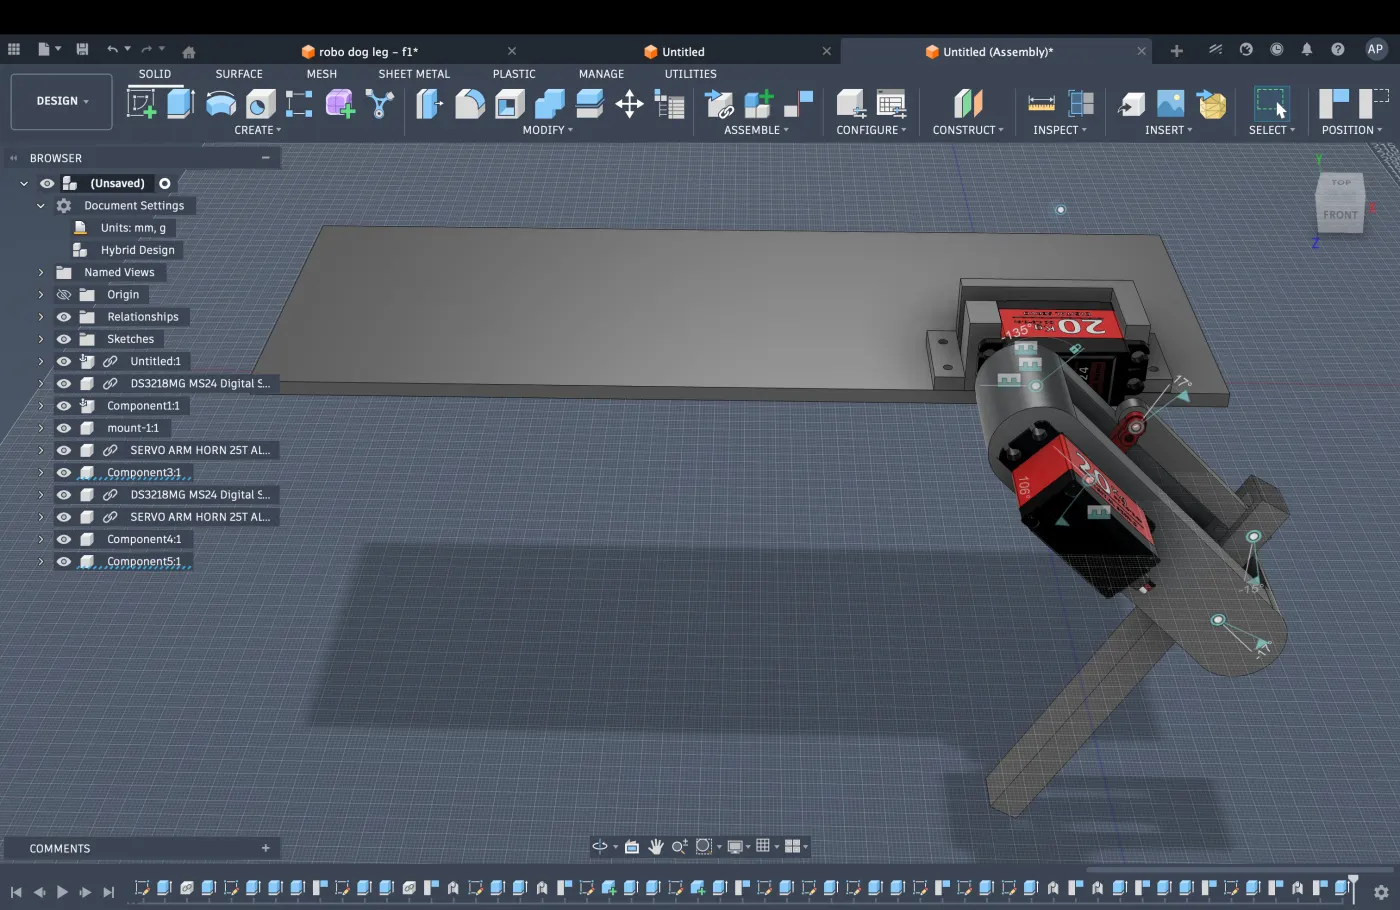 robo dog leg – f1*
Untitled
Untitled (Assembly)*
AP
DESIGN
SOLID
SURFACE
MESH
SHEET METAL
PLASTIC
MANAGE
UTILITIES
CREATE
MODIFY
ASSEMBLE
CONFIGURE
CONSTRUCT
INSPECT
INSERT
SELECT
POSITION
BROWSER
(Unsaved)
Document Settings
Units: mm, g
Hybrid Design
Named Views
Origin
Relationships
Sketches
Untitled:1
DS3218MG MS24 Digital S...
Component1:1
mount-1:1
SERVO ARM HORN 25T AL...
Component3:1
DS3218MG MS24 Digital S...
SERVO ARM HORN 25T AL...
Component4:1
Component5:1
Y
TOP
FRONT
X
Z
20
Kg
-135°
24
17°
20
106°
-15°
-17°
COMMENTS